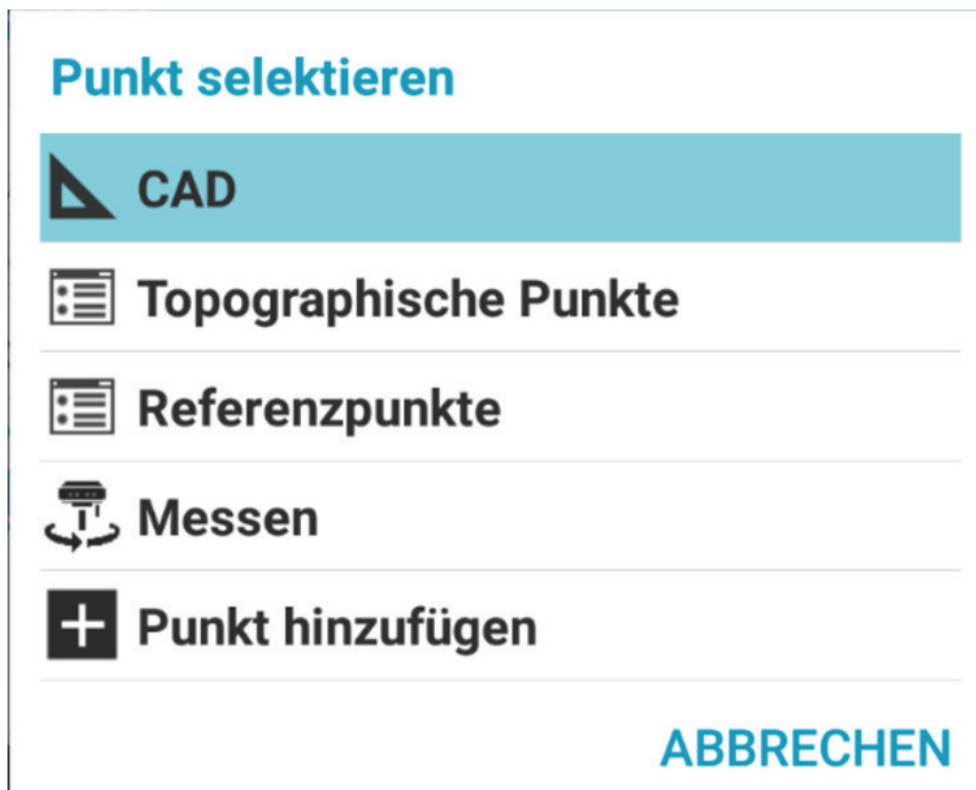 Punkt selektieren
CAD
Topographische Punkte
Referenzpunkte
Messen
Punkt hinzufügen
ABBRECHEN